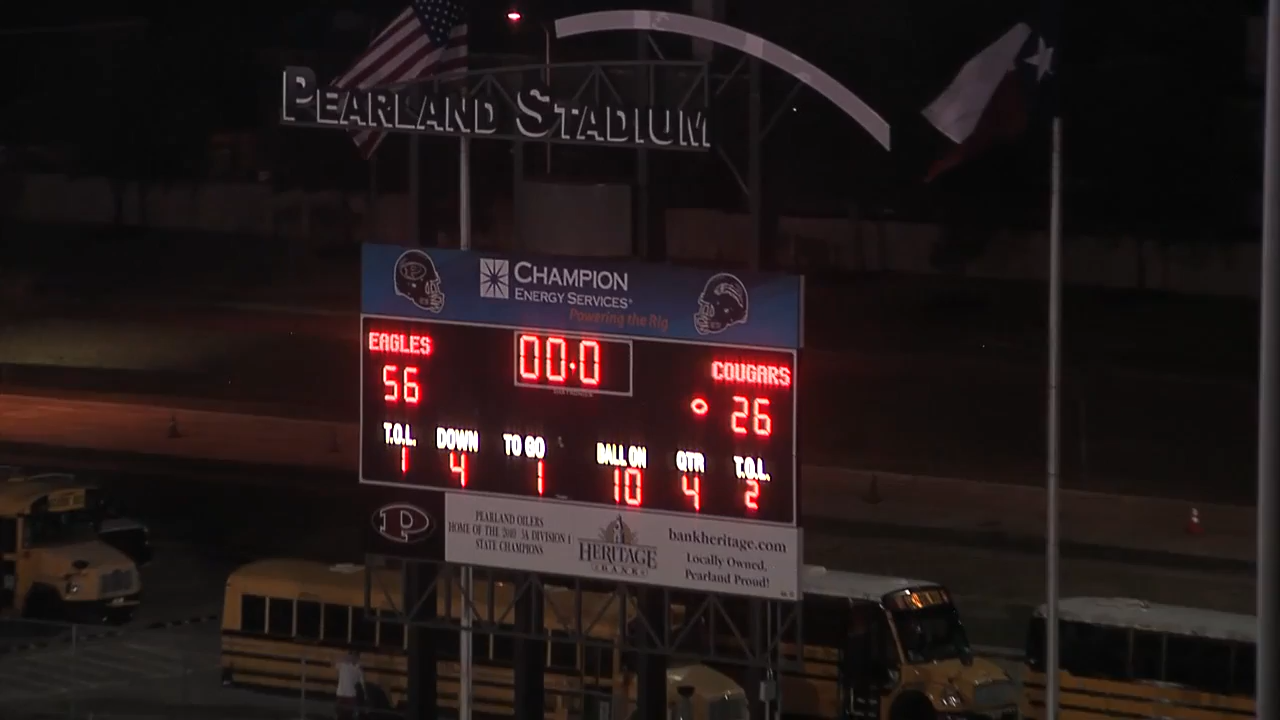 PEARLAND STADIUM
CHAMPION
ENERGY SERVICES
Powering the Rig
EAGLES
00.0
COUGARS
56
26
T.O.L. DOWN TO GO BALL ON QTR T.O.L.
1 4 1 10 4 2
P
PEARLAND OILERS
HOME OF THE 2010 5A DIVISION I
STATE CHAMPIONS
HERITAGE
BANK
bankheritage.com
Locally Owned,
Pearland Proud!